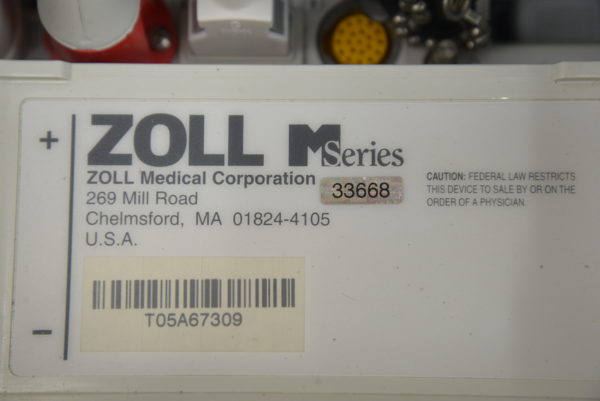 +
ZOLL MSeries
ZOLL Medical Corporation
33668
269 Mill Road
Chelmsford, MA 01824-4105
U.S.A.
CAUTION: FEDERAL LAW RESTRICTS
THIS DEVICE TO SALE BY OR ON THE
ORDER OF A PHYSICIAN.
T05A67309
−